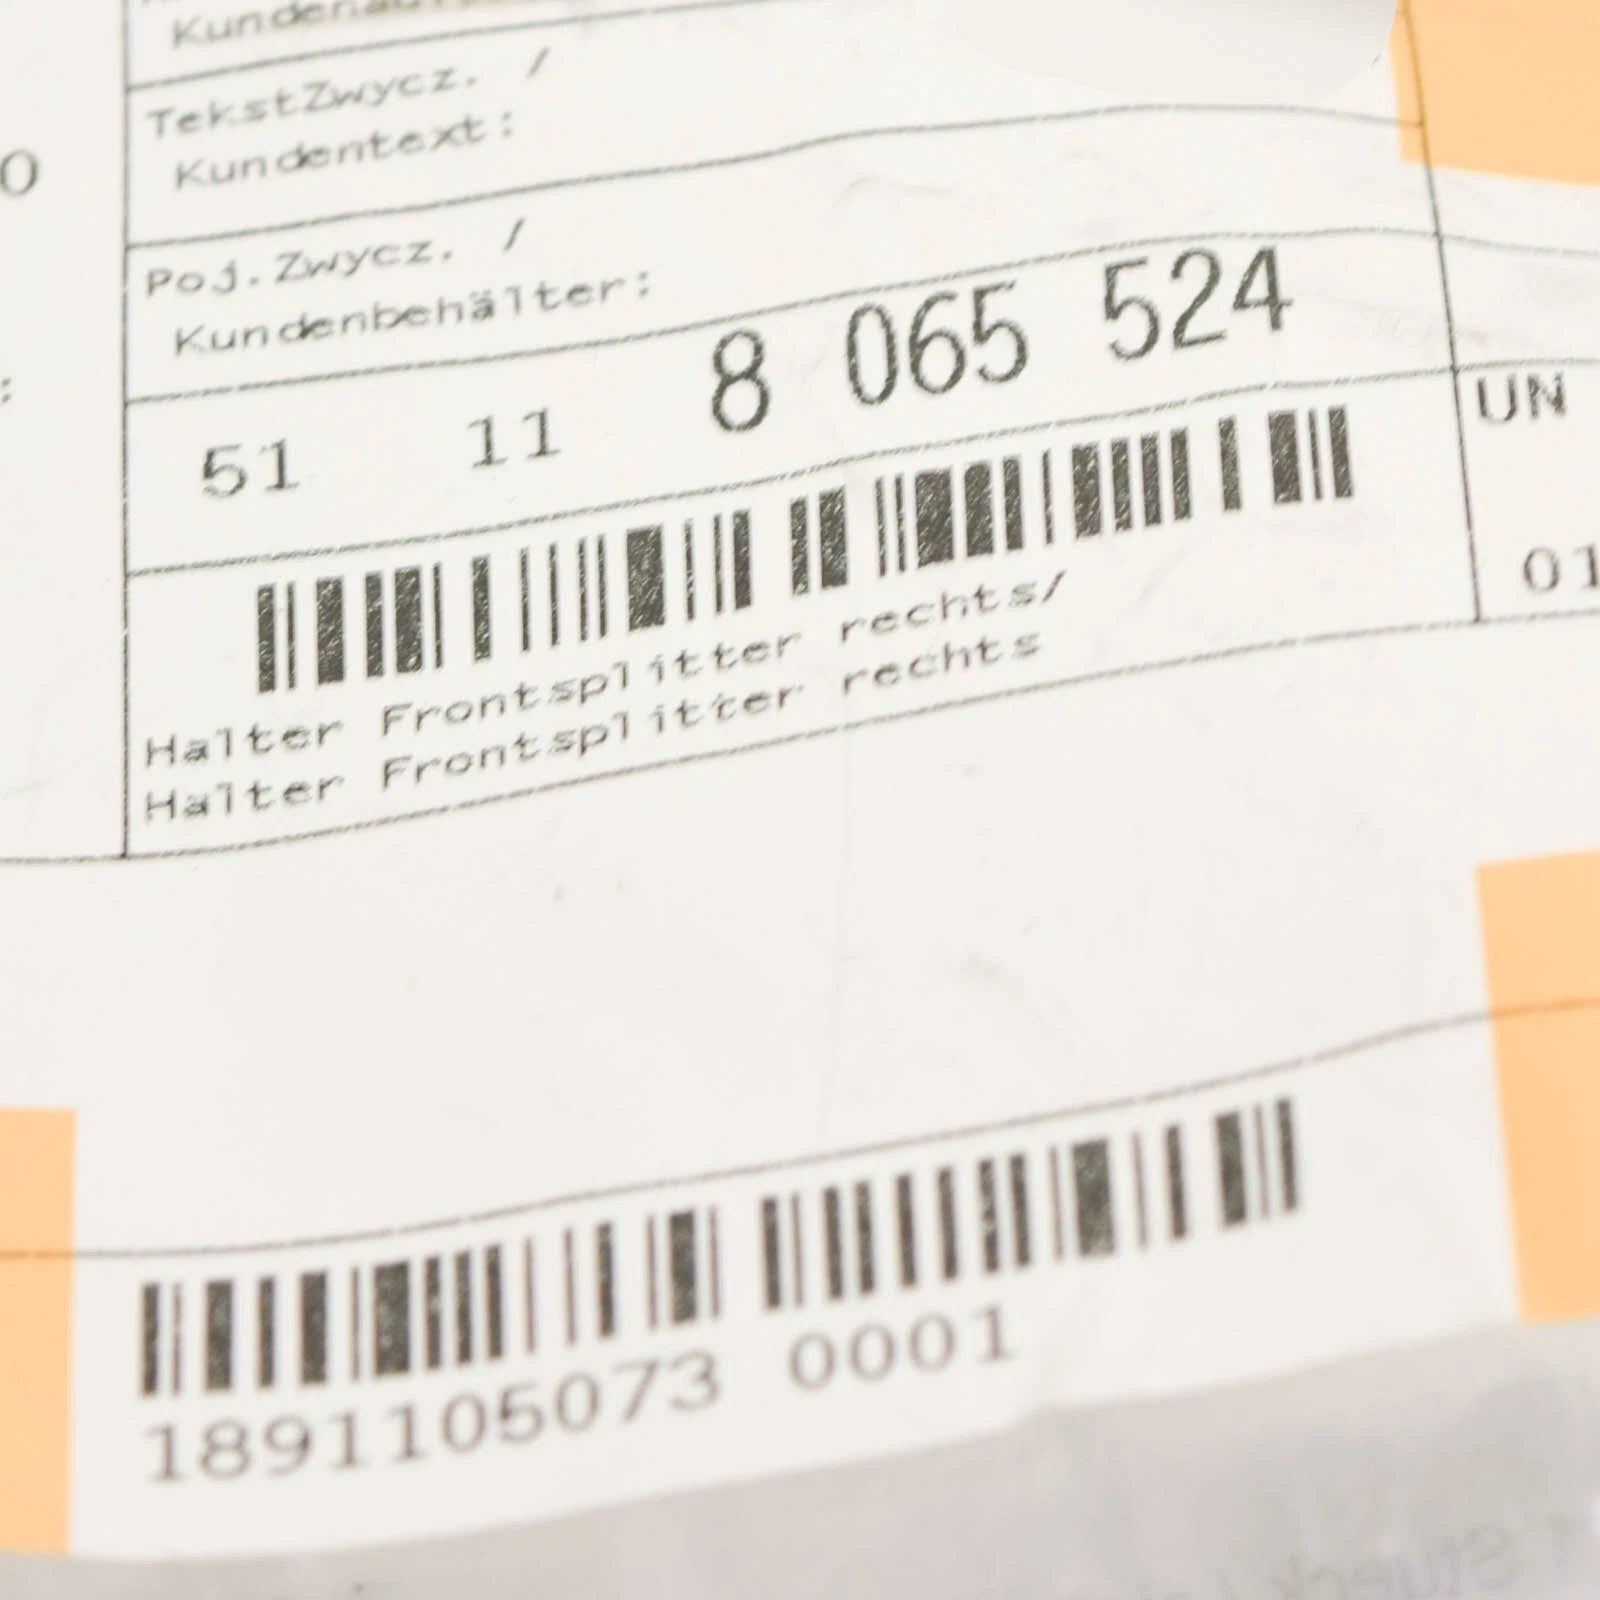 TekstZwycz. /
Kundentext:
Poj.Zwycz. /
Kundenbehälter:
51 11 8 065 524
UN
01
Halter Frontsplitter rechts/
Halter Frontsplitter rechts
1891105073 0001